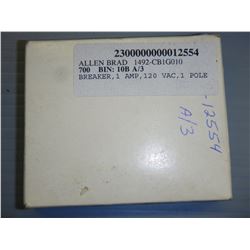 2300000000012554
ALLEN BRAD 1492-CB1G010
700 BIN: 10B A/3
BREAKER,1 AMP,120 VAC,1 POLE
-12554
A/3